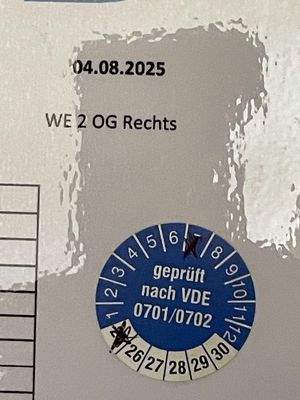 04.08.2025
WE 2 OG Rechts
1 2 3 4 5 6 7 8 9 10 11 12
geprüft
nach VDE
0701/0702
26 27 28 29 30